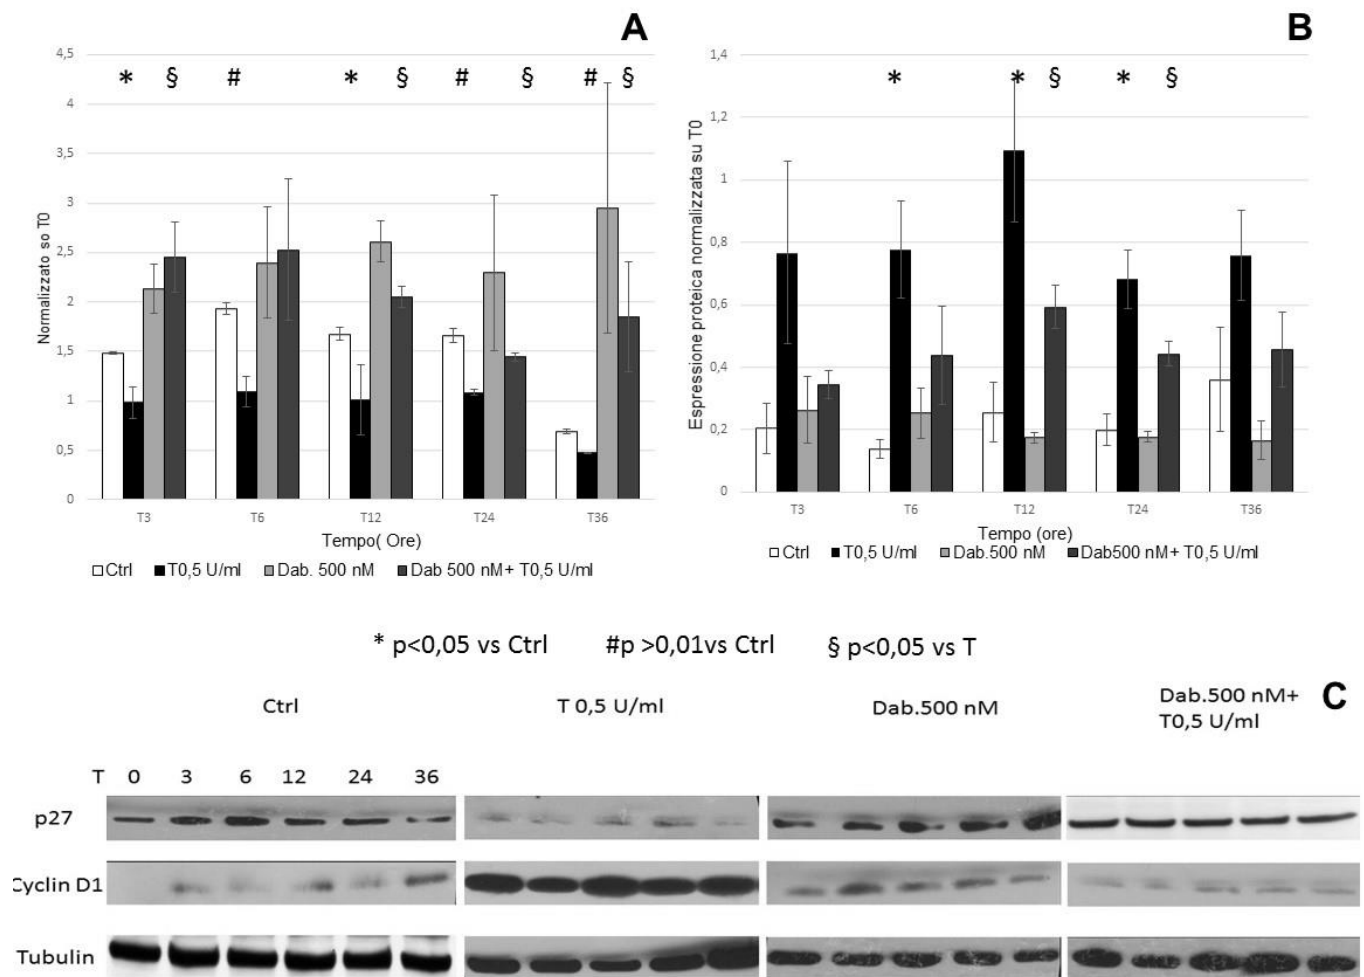 A
4,5
4
3,5
3
2,5
2
1,5
1
0,5
0
* § # * § # § # §
Normalizzato so T0
T3 T6 T12 T24 T36
Tempo( Ore)
Ctrl T0,5 U/ml Dab. 500 nM Dab 500 nM+ T0,5 U/ml
B
1,4
1,2
1
0,8
0,6
0,4
0,2
0
* * § * §
Espressione proteica normalizzata su T0
T3 T6 T12 T24 T36
Tempo (ore)
Ctrl T0,5 U/ml Dab.500 nM Dab500 nM+ T0,5 U/ml
* p<0,05 vs Ctrl #p >0,01vs Ctrl § p<0,05 vs T
C
Ctrl T 0,5 U/ml Dab.500 nM Dab.500 nM+
T0,5 U/ml
T 0 3 6 12 24 36
p27
Cyclin D1
Tubulin